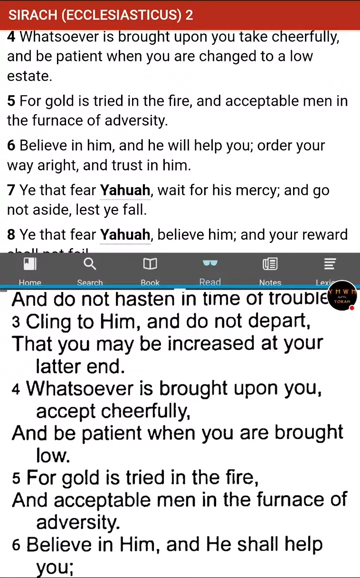 SIRACH (ECCLESIASTICUS) 2
4 Whatsoever is brought upon you take cheerfully,
and be patient when you are changed to a low
estate.
5 For gold is tried in the fire, and acceptable men in
the furnace of adversity.
6 Believe in him, and he will help you; order your
way aright, and trust in him.
7 Ye that fear Yahuah, wait for his mercy; and go
not aside, lest ye fall.
8 Ye that fear Yahuah, believe him; and your reward
shall not fail
Home Search Book Read Notes Lexi
And do not hasten in time of trouble
3 Cling to Him, and do not depart,
That you may be increased at your
latter end.
4 Whatsoever is brought upon you,
accept cheerfully,
And be patient when you are brought
low.
5 For gold is tried in the fire,
And acceptable men in the furnace of
adversity.
6 Believe in Him, and He shall help
you;